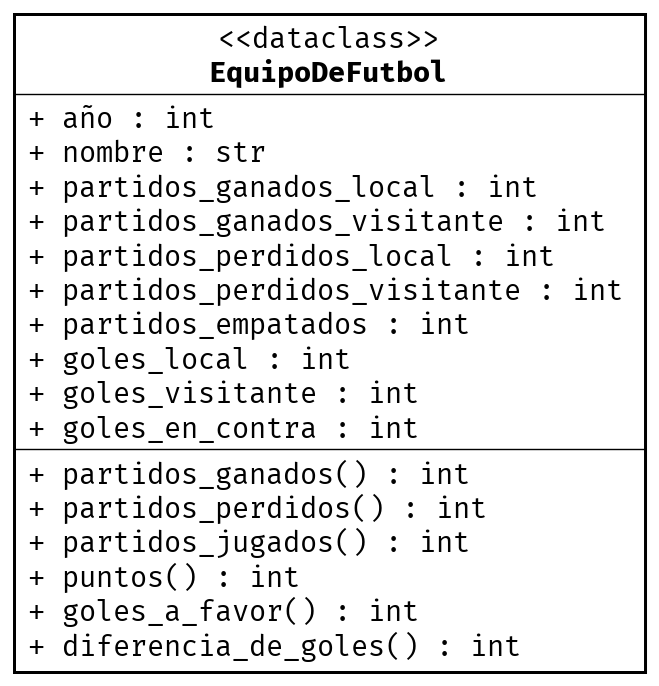 <<dataclass>>
EquipoDeFutbol
+ año : int
+ nombre : str
+ partidos_ganados_local : int
+ partidos_ganados_visitante : int
+ partidos_perdidos_local : int
+ partidos_perdidos_visitante : int
+ partidos_empatados : int
+ goles_local : int
+ goles_visitante : int
+ goles_en_contra : int
+ partidos_ganados() : int
+ partidos_perdidos() : int
+ partidos_jugados() : int
+ puntos() : int
+ goles_a_favor() : int
+ diferencia_de_goles() : int